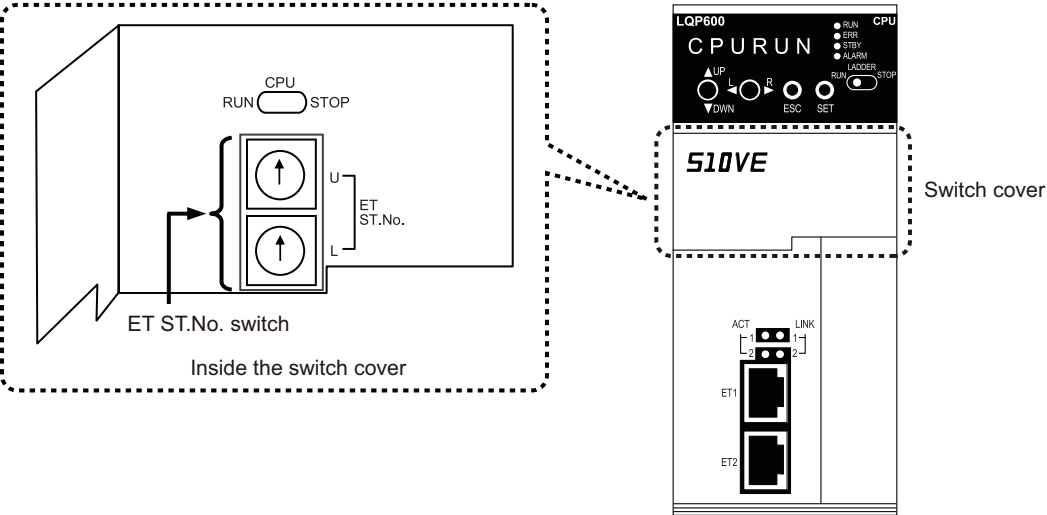 CPU
RUN STOP
U
ET
ST.No.
L
ET ST.No. switch
Inside the switch cover
LQP600 CPU
CPURUN
RUN
ERR
STBY
ALARM
LADDER
RUN STOP
UP
L R
DWN ESC SET
S10VE
Switch cover
ACT LINK
1 1
2 2
ET1
ET2